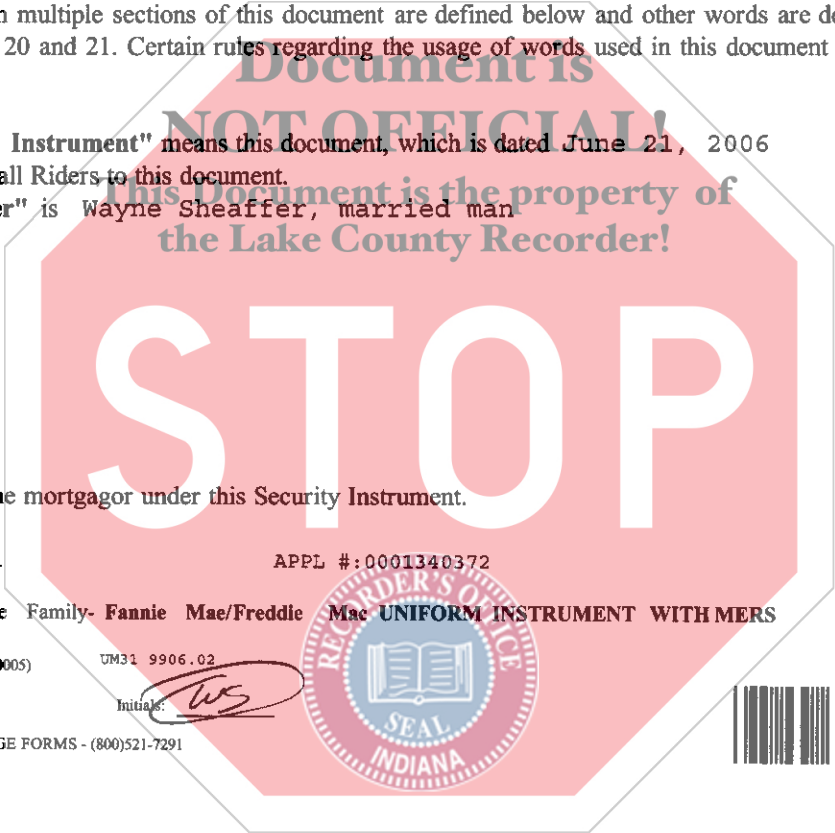 n multiple sections of this document are defined below and other words are de
20 and 21. Certain rules regarding the usage of words used in this document
Document is
NOT OFFICIAL!
Instrument" means this document, which is dated June 21, 2006
all Riders to this document.
This Document is the property of
er" is Wayne Sheaffer, married man
the Lake County Recorder!
STOP
e mortgagor under this Security Instrument.
APPL #:0001340372
e Family- Fannie Mae/Freddie Mac UNIFORM INSTRUMENT WITH MERS
0005)
UM31 9906.02
Initials: WS
GE FORMS - (800)521-7291
RECORDER'S OFFICE
SEAL
INDIANA